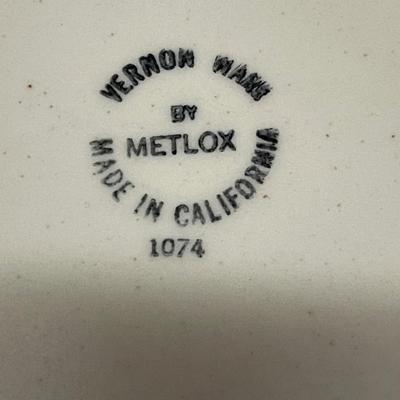 VERNON WARE
BY
METLOX
MADE IN CALIFORNIA
1074